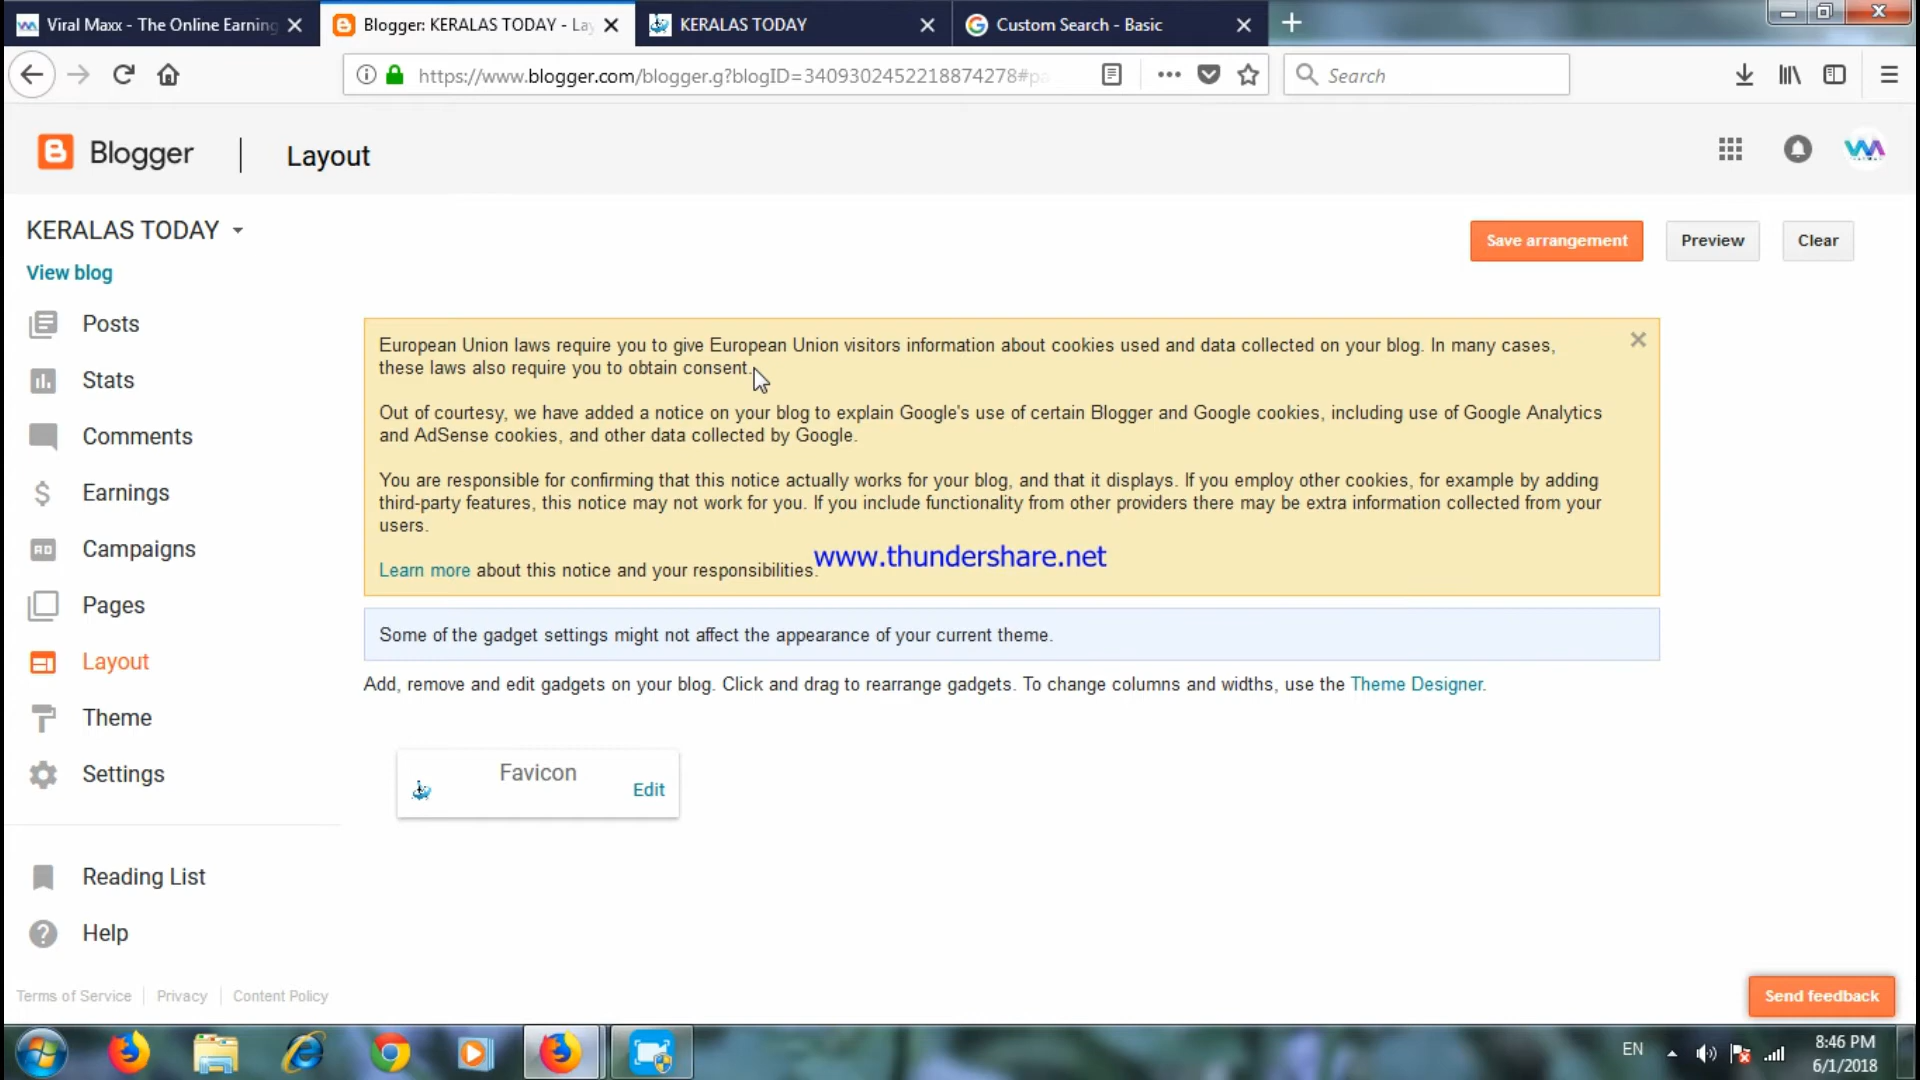 Viral Maxx - The Online Earning
Blogger: KERALAS TODAY - Lay
KERALAS TODAY
Custom Search - Basic
https://www.blogger.com/blogger.g?blogID=3409302452218874278#pa
Search
Blogger
Layout
KERALAS TODAY
View blog
Save arrangement
Preview
Clear
Posts
Stats
Comments
Earnings
Campaigns
Pages
Layout
Theme
Settings
Reading List
Help
European Union laws require you to give European Union visitors information about cookies used and data collected on your blog. In many cases,
these laws also require you to obtain consent.
Out of courtesy, we have added a notice on your blog to explain Google's use of certain Blogger and Google cookies, including use of Google Analytics
and AdSense cookies, and other data collected by Google.
You are responsible for confirming that this notice actually works for your blog, and that it displays. If you employ other cookies, for example by adding
third-party features, this notice may not work for you. If you include functionality from other providers there may be extra information collected from your
users.
www.thundershare.net
Learn more about this notice and your responsibilities.
Some of the gadget settings might not affect the appearance of your current theme.
Add, remove and edit gadgets on your blog. Click and drag to rearrange gadgets. To change columns and widths, use the Theme Designer.
Favicon
Edit
Terms of Service
Privacy
Content Policy
Send feedback
EN
8:46 PM
6/1/2018